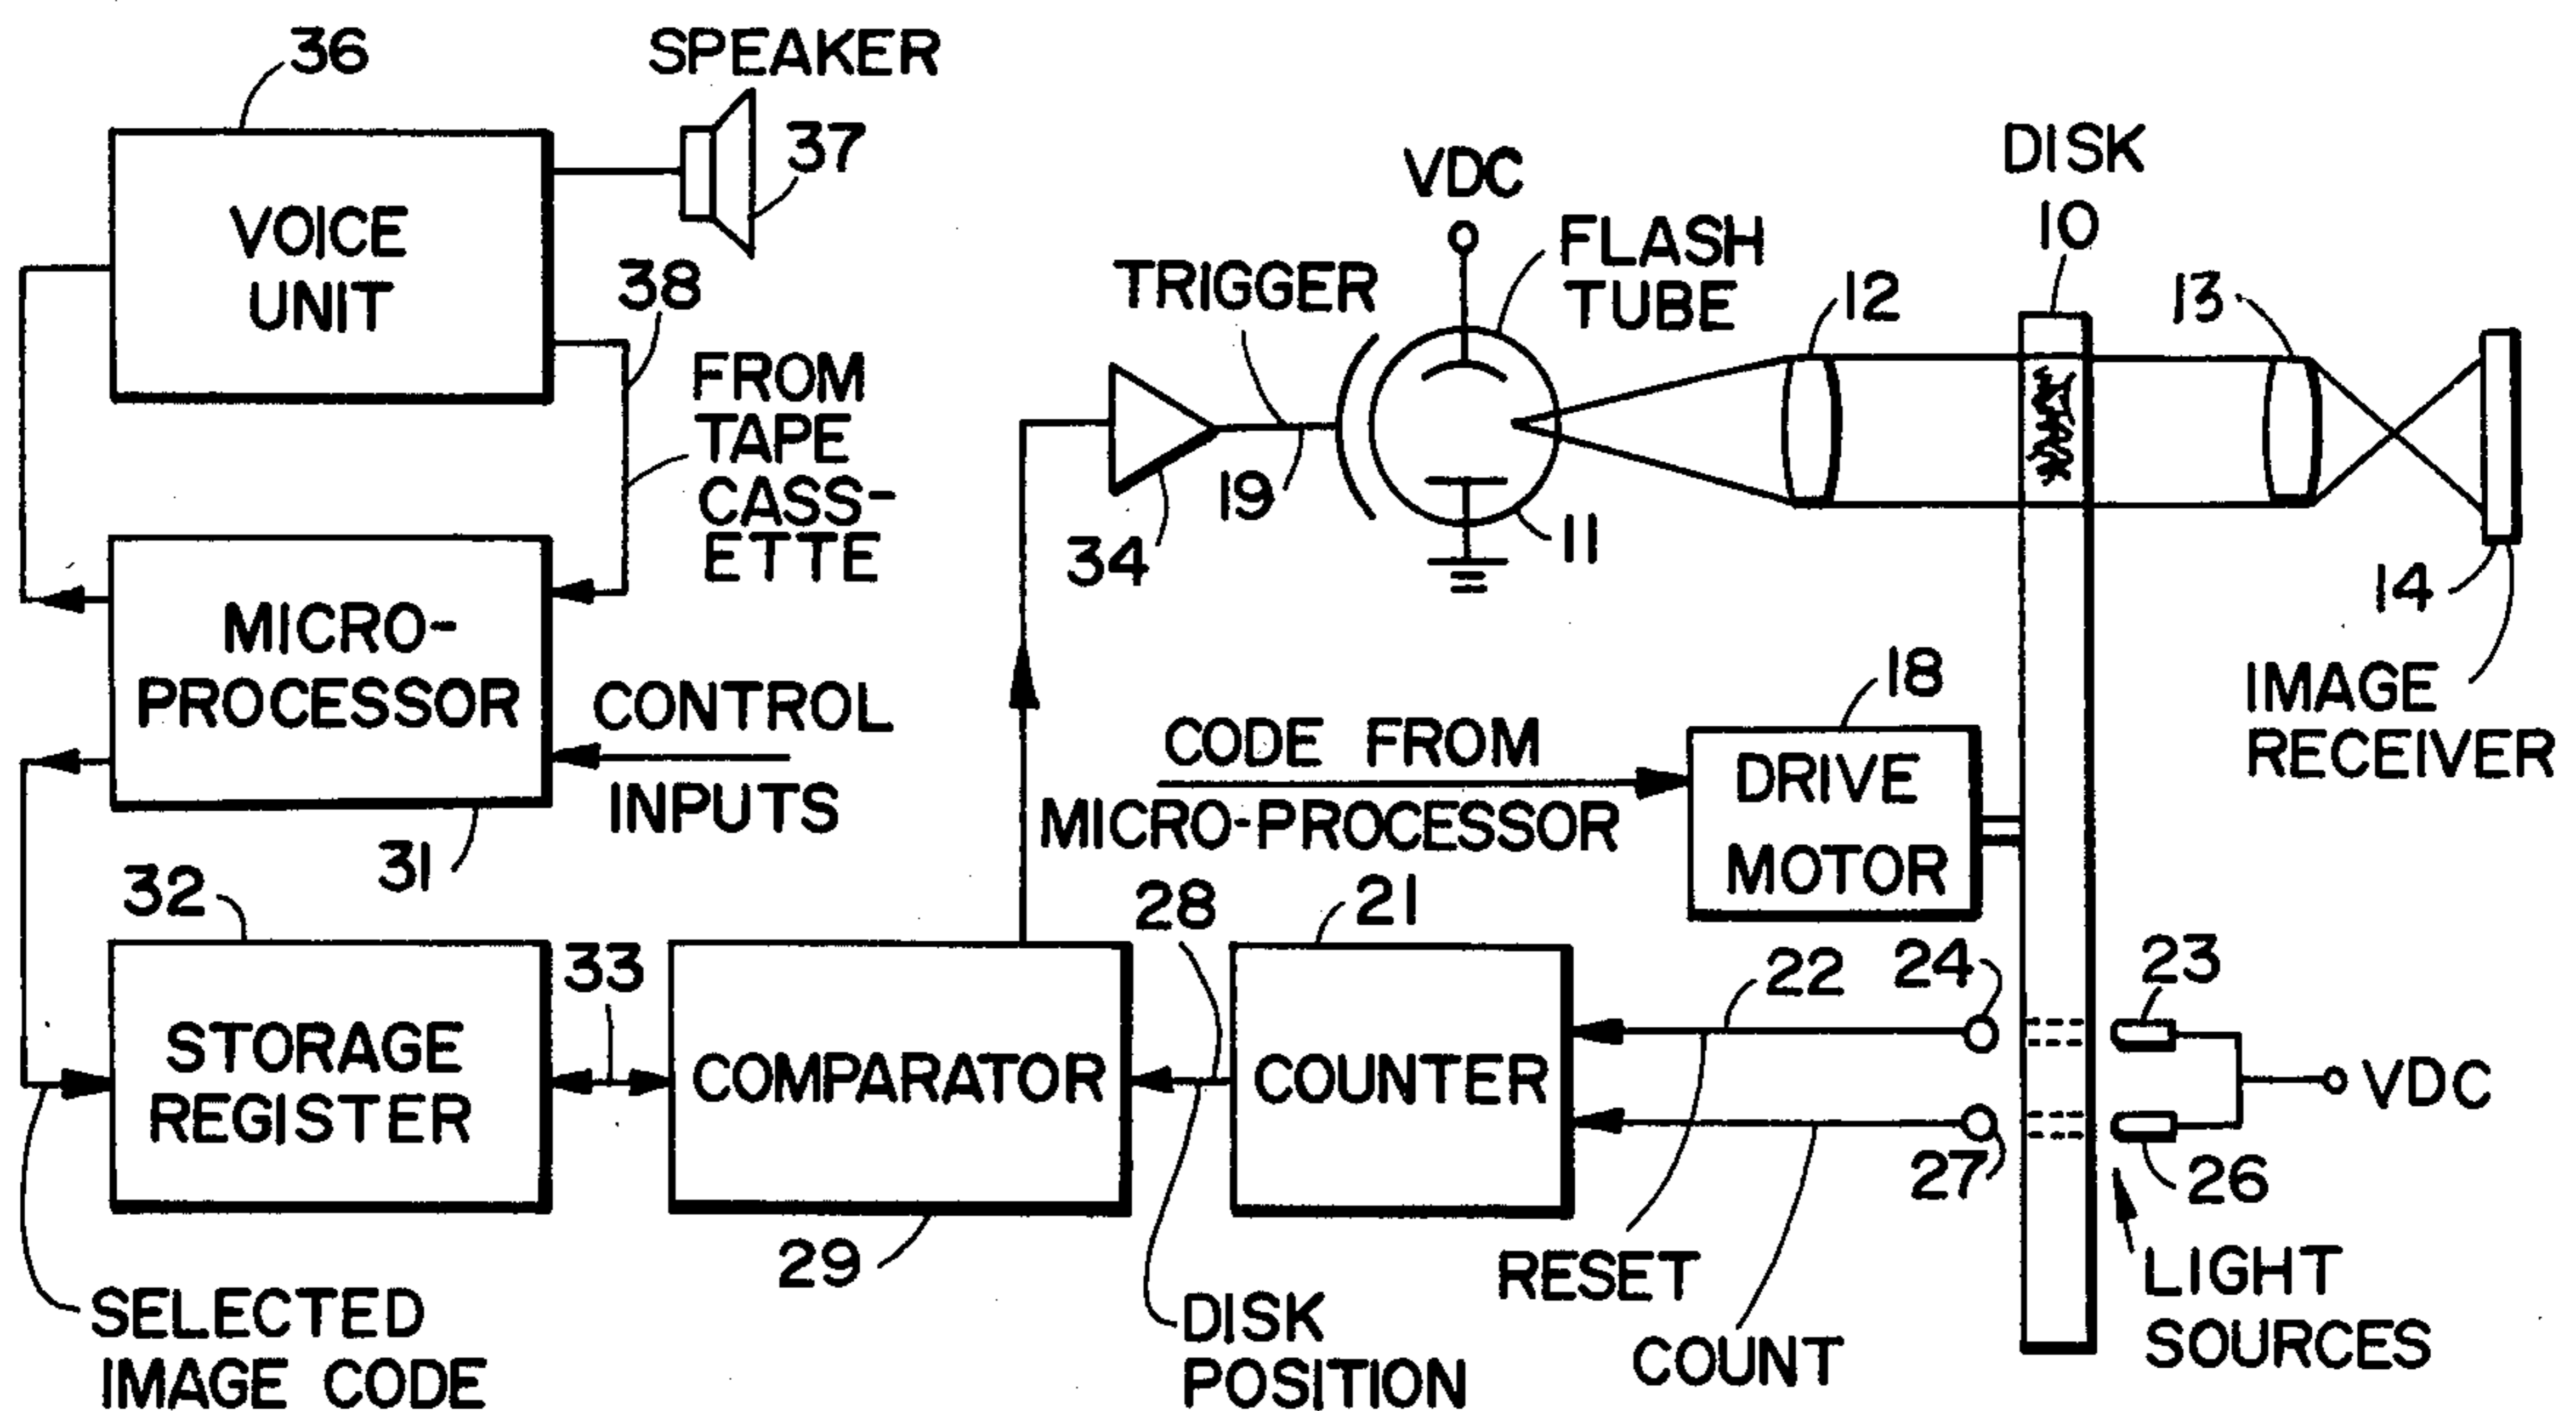 36
SPEAKER
37
VOICE
UNIT
38
FROM
TAPE
CASS-
ETTE
MICRO-
PROCESSOR
CONTROL
INPUTS
31
32
STORAGE
REGISTER
33
SELECTED
IMAGE CODE
COMPARATOR
29
28
DISK
POSITION
21
COUNTER
22
24
RESET
27
COUNT
23
VDC
26
LIGHT
SOURCES
CODE FROM
MICRO-PROCESSOR
18
DRIVE
MOTOR
TRIGGER
19
34
VDC
FLASH
TUBE
11
12
DISK
10
13
14
IMAGE
RECEIVER